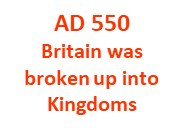 AD 550
Britain was
broken up into
Kingdoms